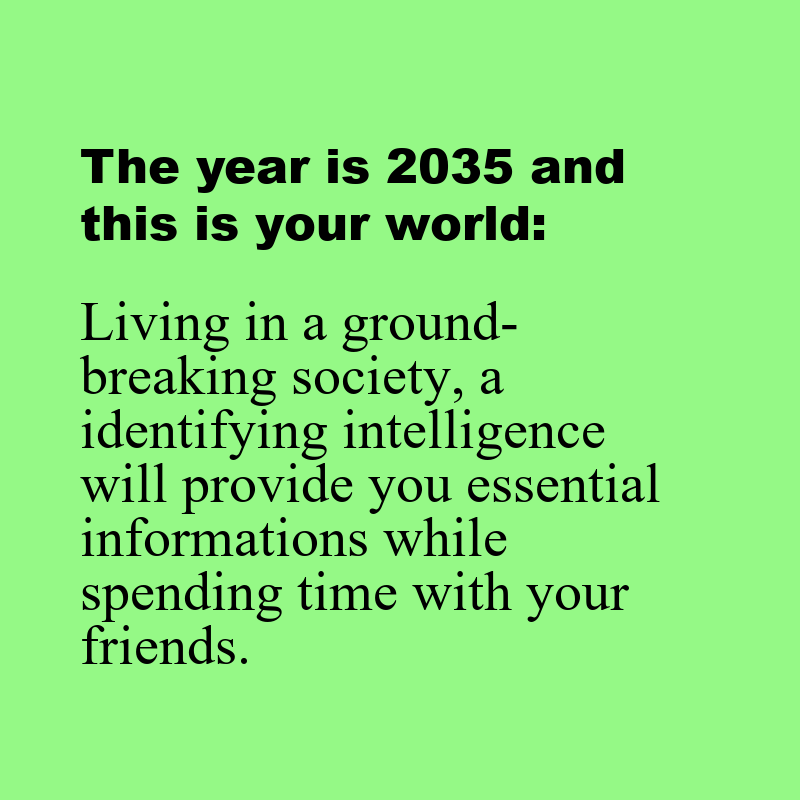 The year is 2035 and
this is your world:
Living in a ground-
breaking society, a
identifying intelligence
will provide you essential
informations while
spending time with your
friends.